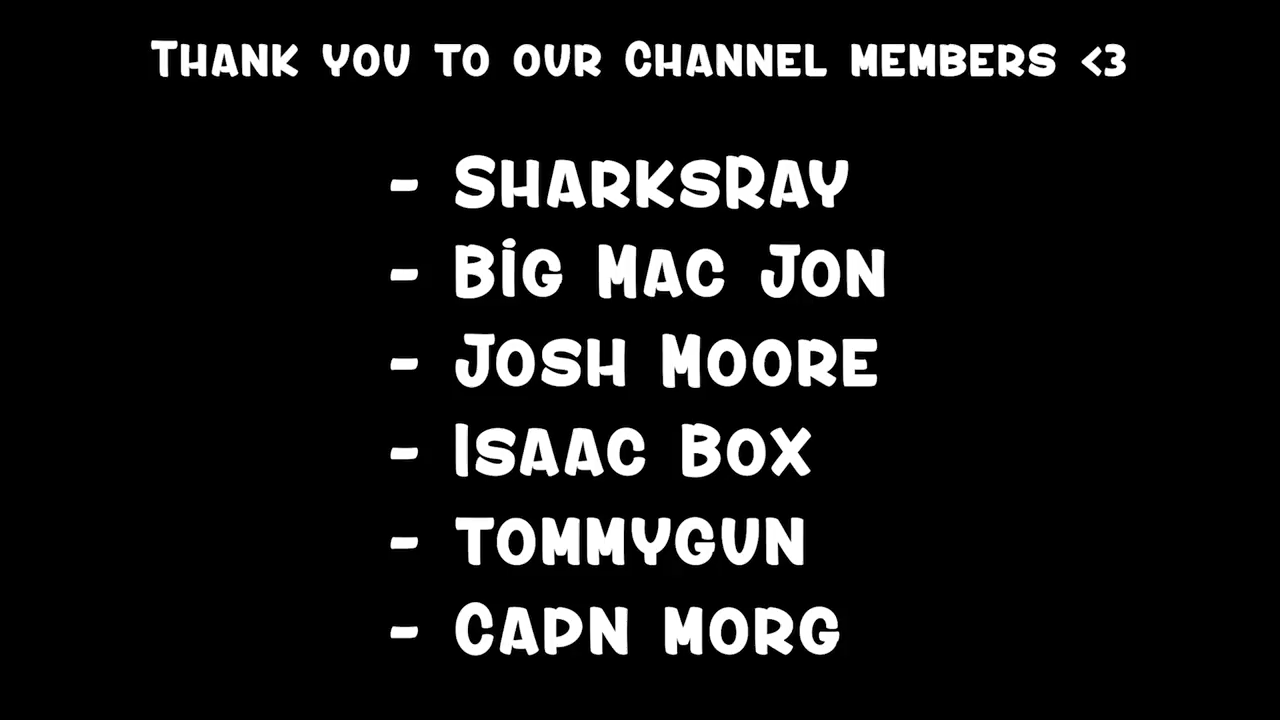 Thank you to our Channel members <3
- SharksRay
- Big Mac Jon
- Josh Moore
- Isaac Box
- tommygun
- Capn morg